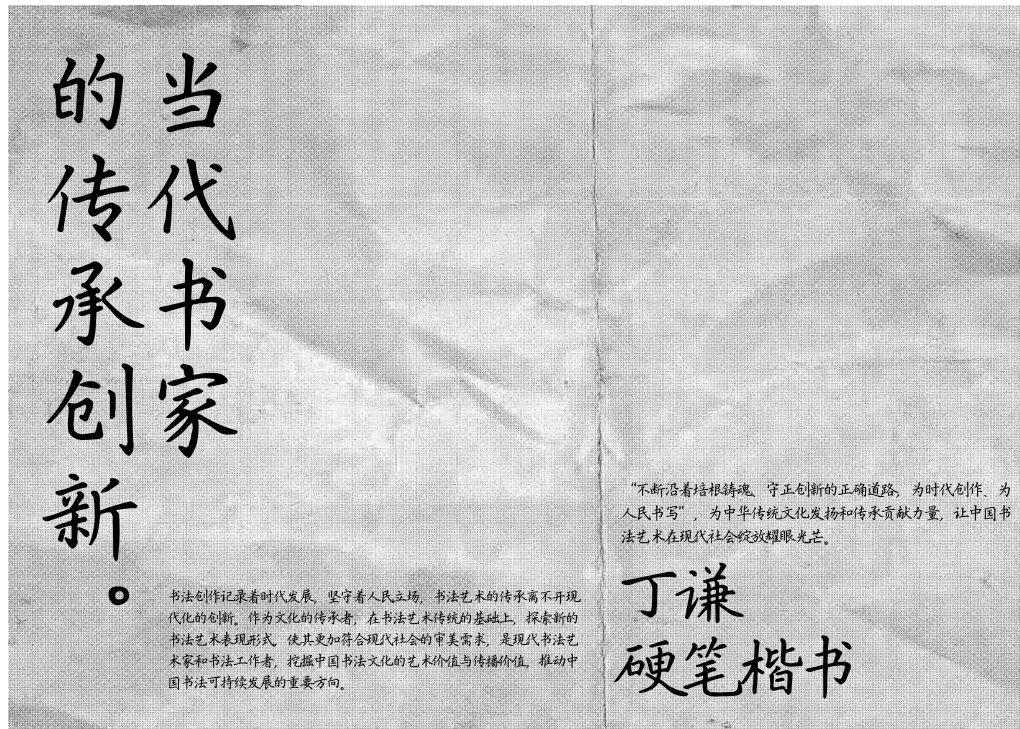 当代书家
的传承创新。
书法创作记录着时代发展，坚守着人民立场，书法艺术的传承离不开现
代化的创新。作为文化的传承者，在书法艺术传统的基础上，探索新的
书法艺术表现形式，使其更加符合现代社会的审美需求，是现代书法艺
术家和书法工作者，挖掘中国书法文化的艺术价值与传播价值，推动中
国书法可持续发展的重要方向。
“不断沿着培根铸魂、守正创新的正确道路，为时代创作、为
人民书写”，为中华传统文化发扬和传承贡献力量，让中国书
法艺术在现代社会绽放耀眼光芒。
丁谦
硬笔楷书